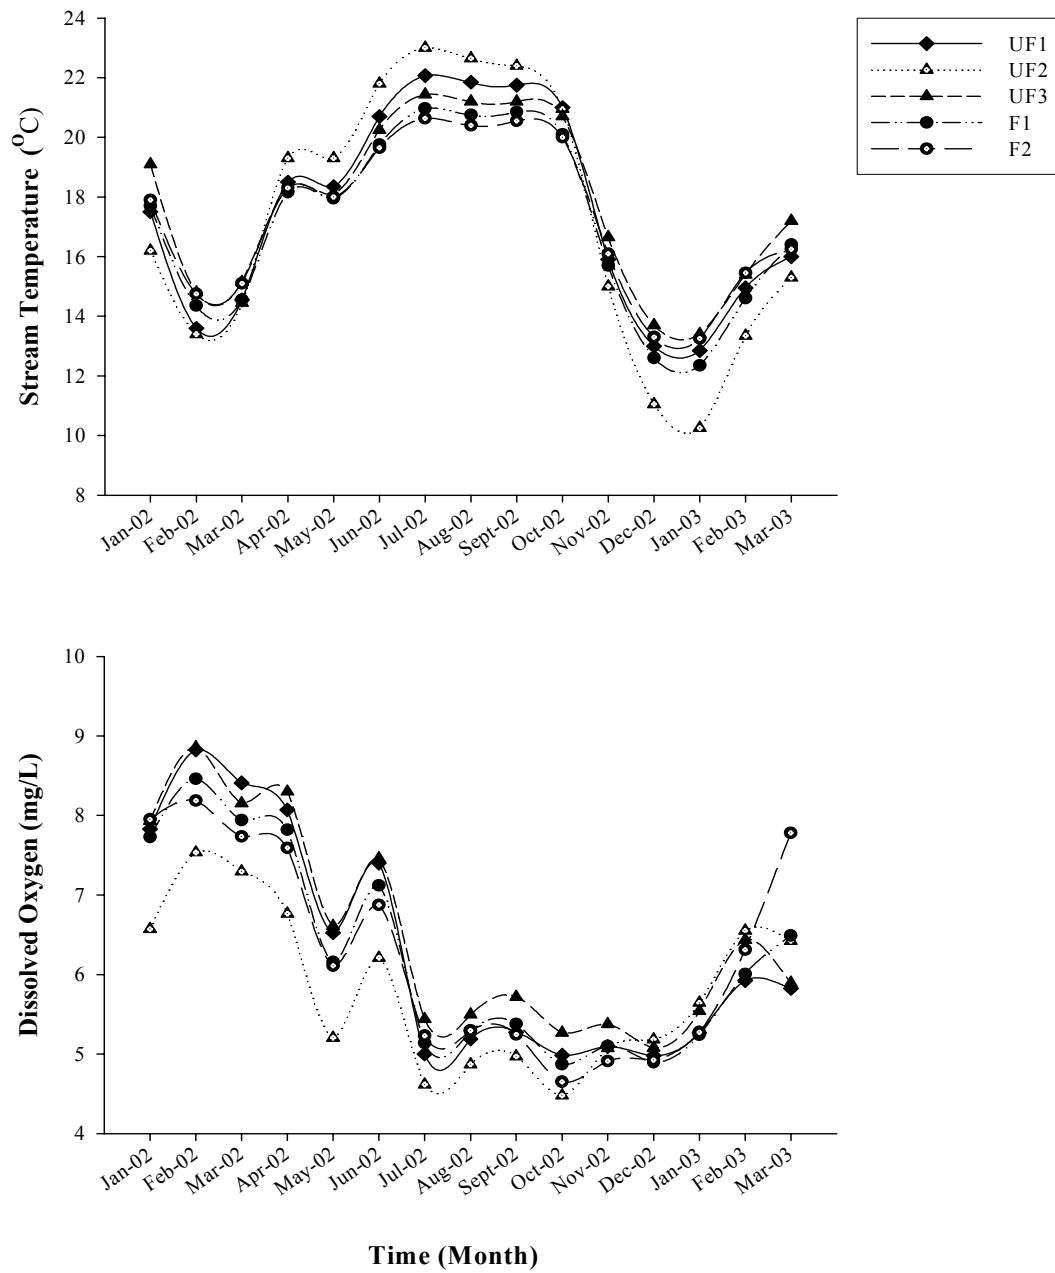 24
22
20
18
16
14
12
10
8
Stream Temperature (°C)
Jan-02
Feb-02
Mar-02
Apr-02
May-02
Jun-02
Jul-02
Aug-02
Sept-02
Oct-02
Nov-02
Dec-02
Jan-03
Feb-03
Mar-03
UF1
UF2
UF3
F1
F2
10
9
8
7
6
5
4
Dissolved Oxygen (mg/L)
Jan-02
Feb-02
Mar-02
Apr-02
May-02
Jun-02
Jul-02
Aug-02
Sept-02
Oct-02
Nov-02
Dec-02
Jan-03
Feb-03
Mar-03
Time (Month)